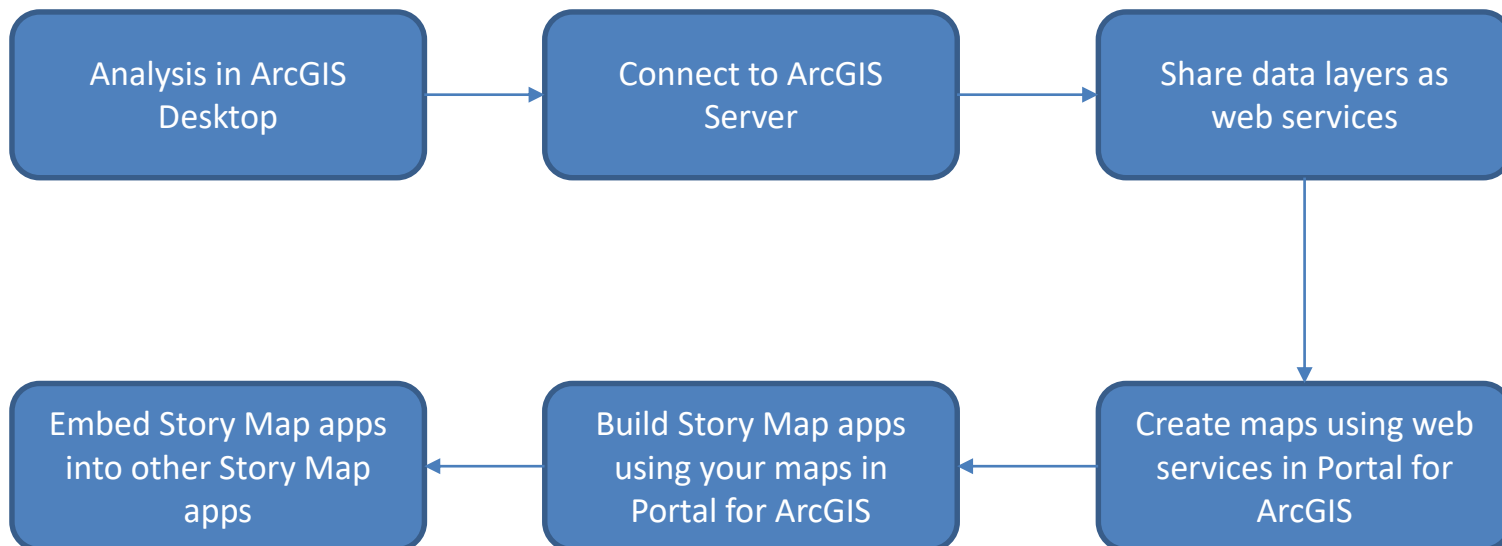 Analysis in ArcGIS
Desktop
Connect to ArcGIS
Server
Share data layers as
web services
Create maps using web
services in Portal for
ArcGIS
Build Story Map apps
using your maps in
Portal for ArcGIS
Embed Story Map apps
into other Story Map
apps